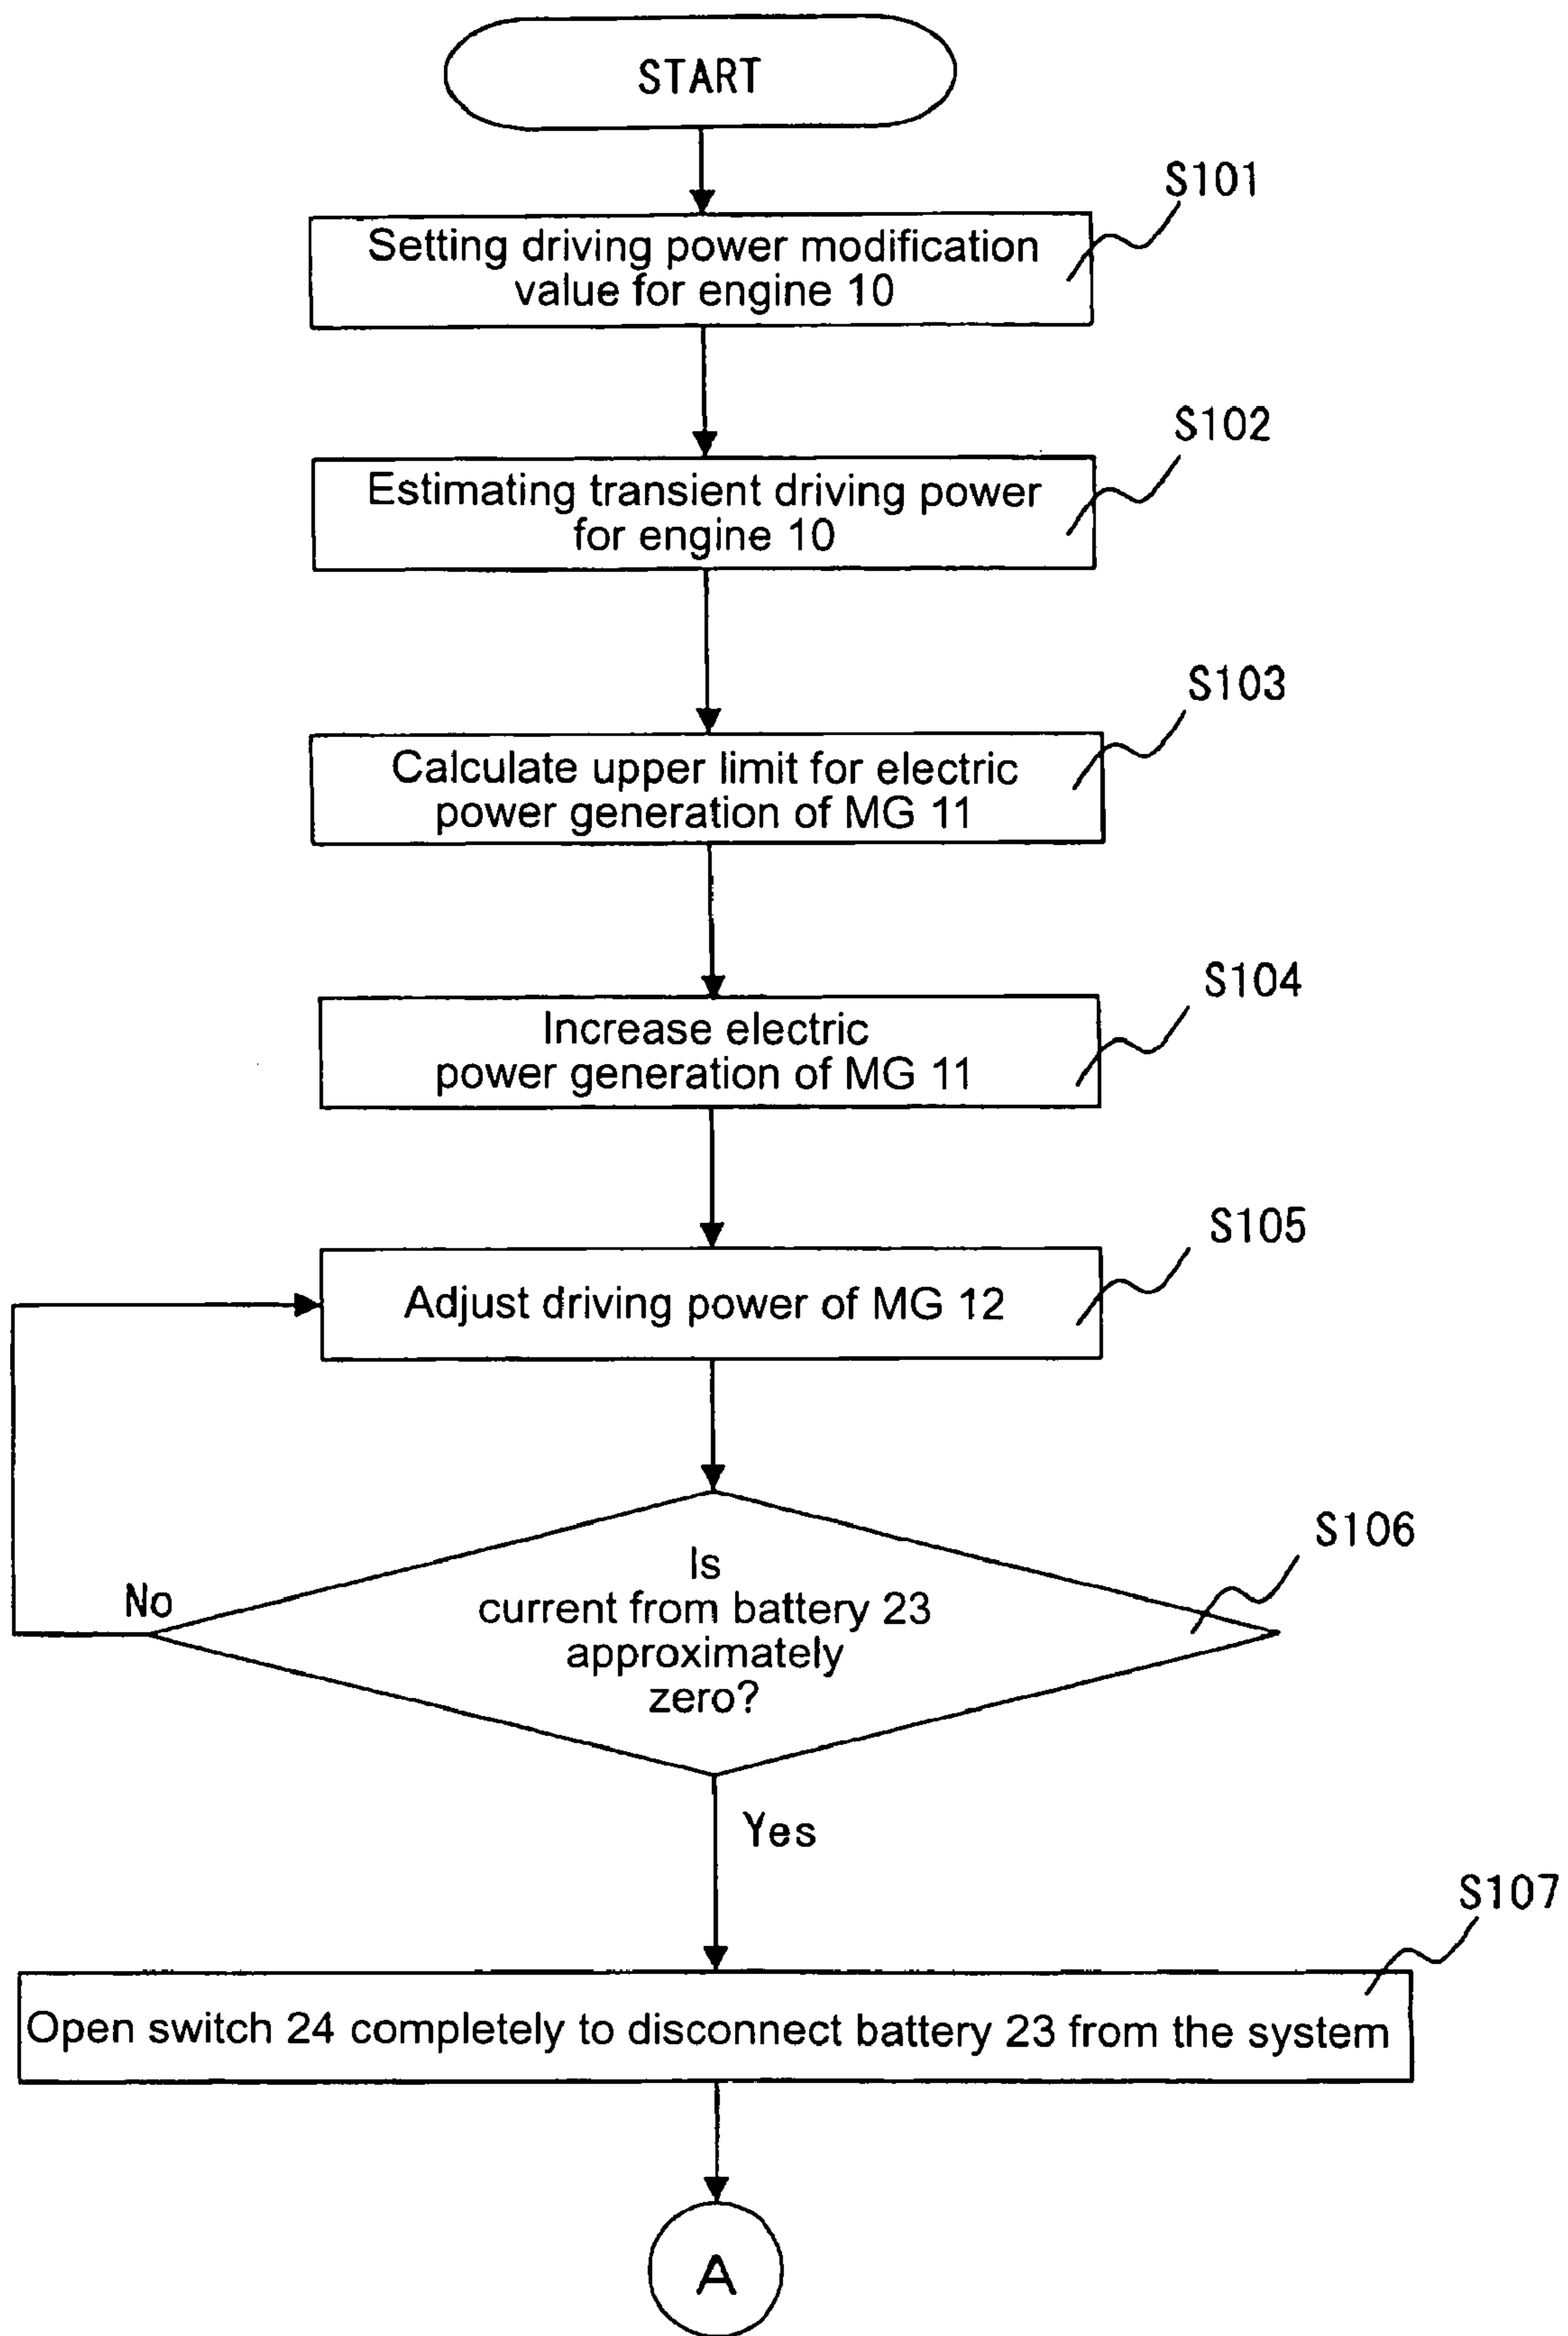 START
S101
Setting driving power modification
value for engine 10
S102
Estimating transient driving power
for engine 10
S103
Calculate upper limit for electric
power generation of MG 11
S104
Increase electric
power generation of MG 11
S105
Adjust driving power of MG 12
S106
Is
current from battery 23
approximately
zero?
No
Yes
S107
Open switch 24 completely to disconnect battery 23 from the system
A